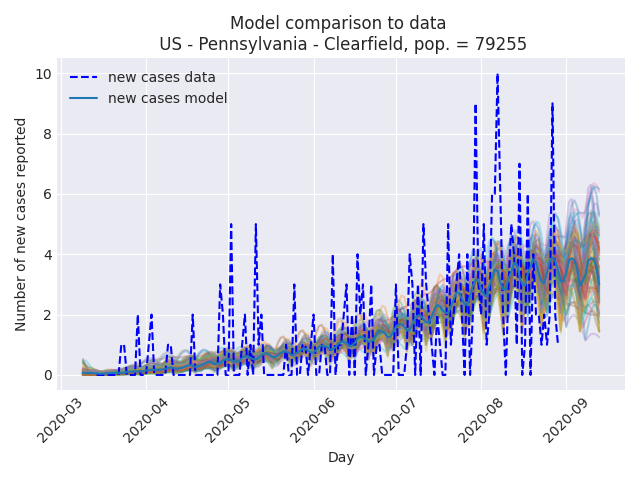 Model comparison to data
US - Pennsylvania - Clearfield, pop. = 79255
new cases data
new cases model
Number of new cases reported
10
8
6
4
2
0
2020-03
2020-04
2020-05
2020-06
2020-07
2020-08
2020-09
Day